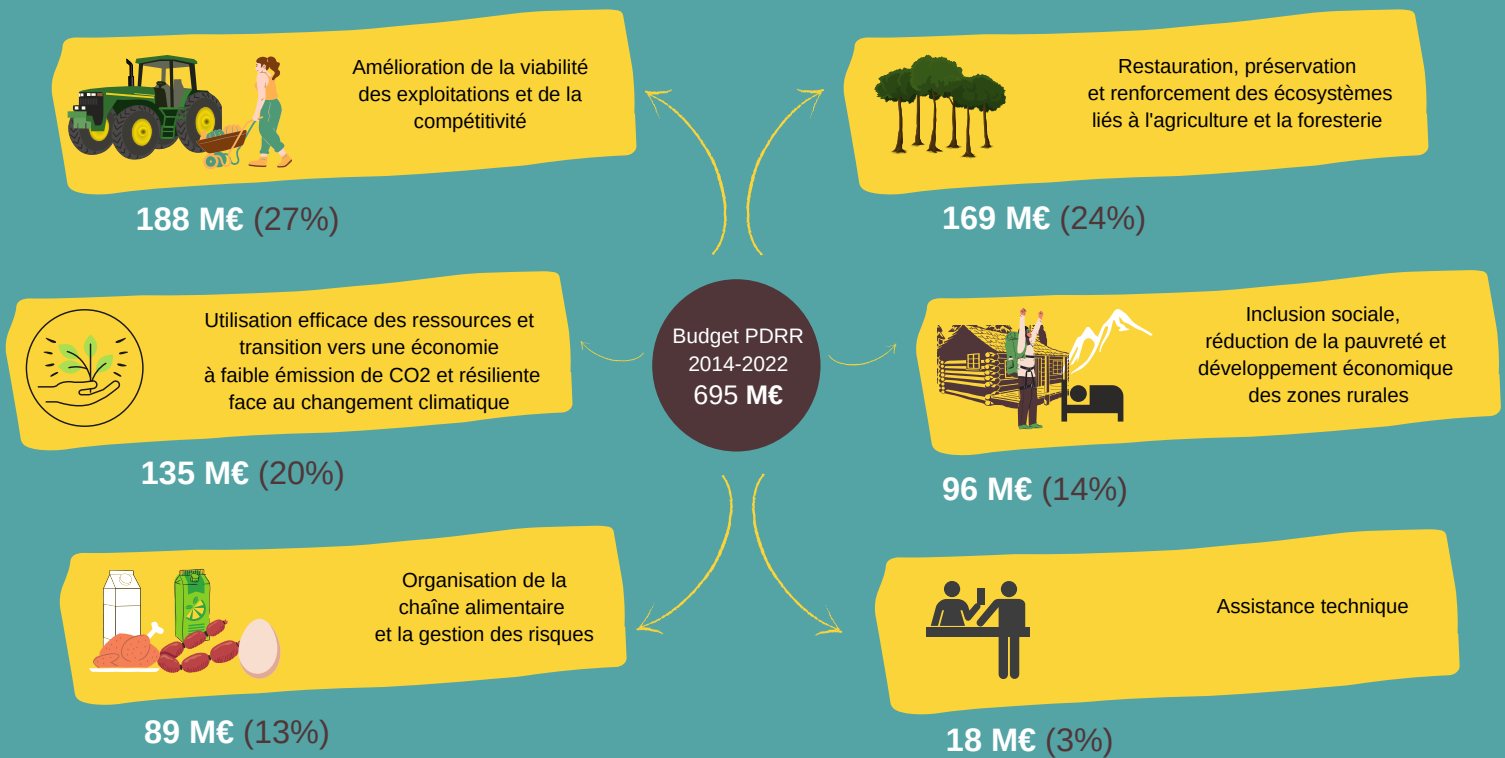 Amélioration de la viabilité
des exploitations et de la
compétitivité
188 M€ (27%)
Restauration, préservation
et renforcement des écosystèmes
liés à l'agriculture et la foresterie
169 M€ (24%)
Utilisation efficace des ressources et
transition vers une économie
à faible émission de CO2 et résiliente
face au changement climatique
135 M€ (20%)
Budget PDRR
2014-2022
695 M€
Inclusion sociale,
réduction de la pauvreté et
développement économique
des zones rurales
96 M€ (14%)
Organisation de la
chaîne alimentaire
et la gestion des risques
89 M€ (13%)
Assistance technique
18 M€ (3%)